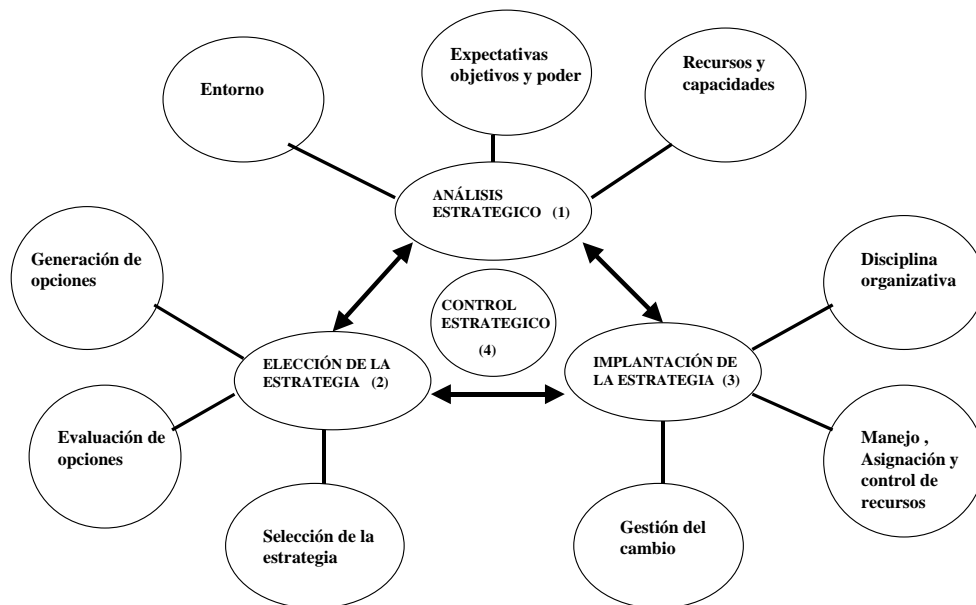 Entorno
Expectativas
objetivos y poder
Recursos y
capacidades
ANÁLISIS
ESTRATEGICO (1)
Generación de
opciones
Disciplina
organizativa
CONTROL
ESTRATEGICO
(4)
ELECCIÓN DE LA
ESTRATEGIA (2)
IMPLANTACIÓN DE
LA ESTRATEGIA (3)
Evaluación de
opciones
Manejo ,
Asignación y
control de
recursos
Selección de la
estrategia
Gestión del
cambio